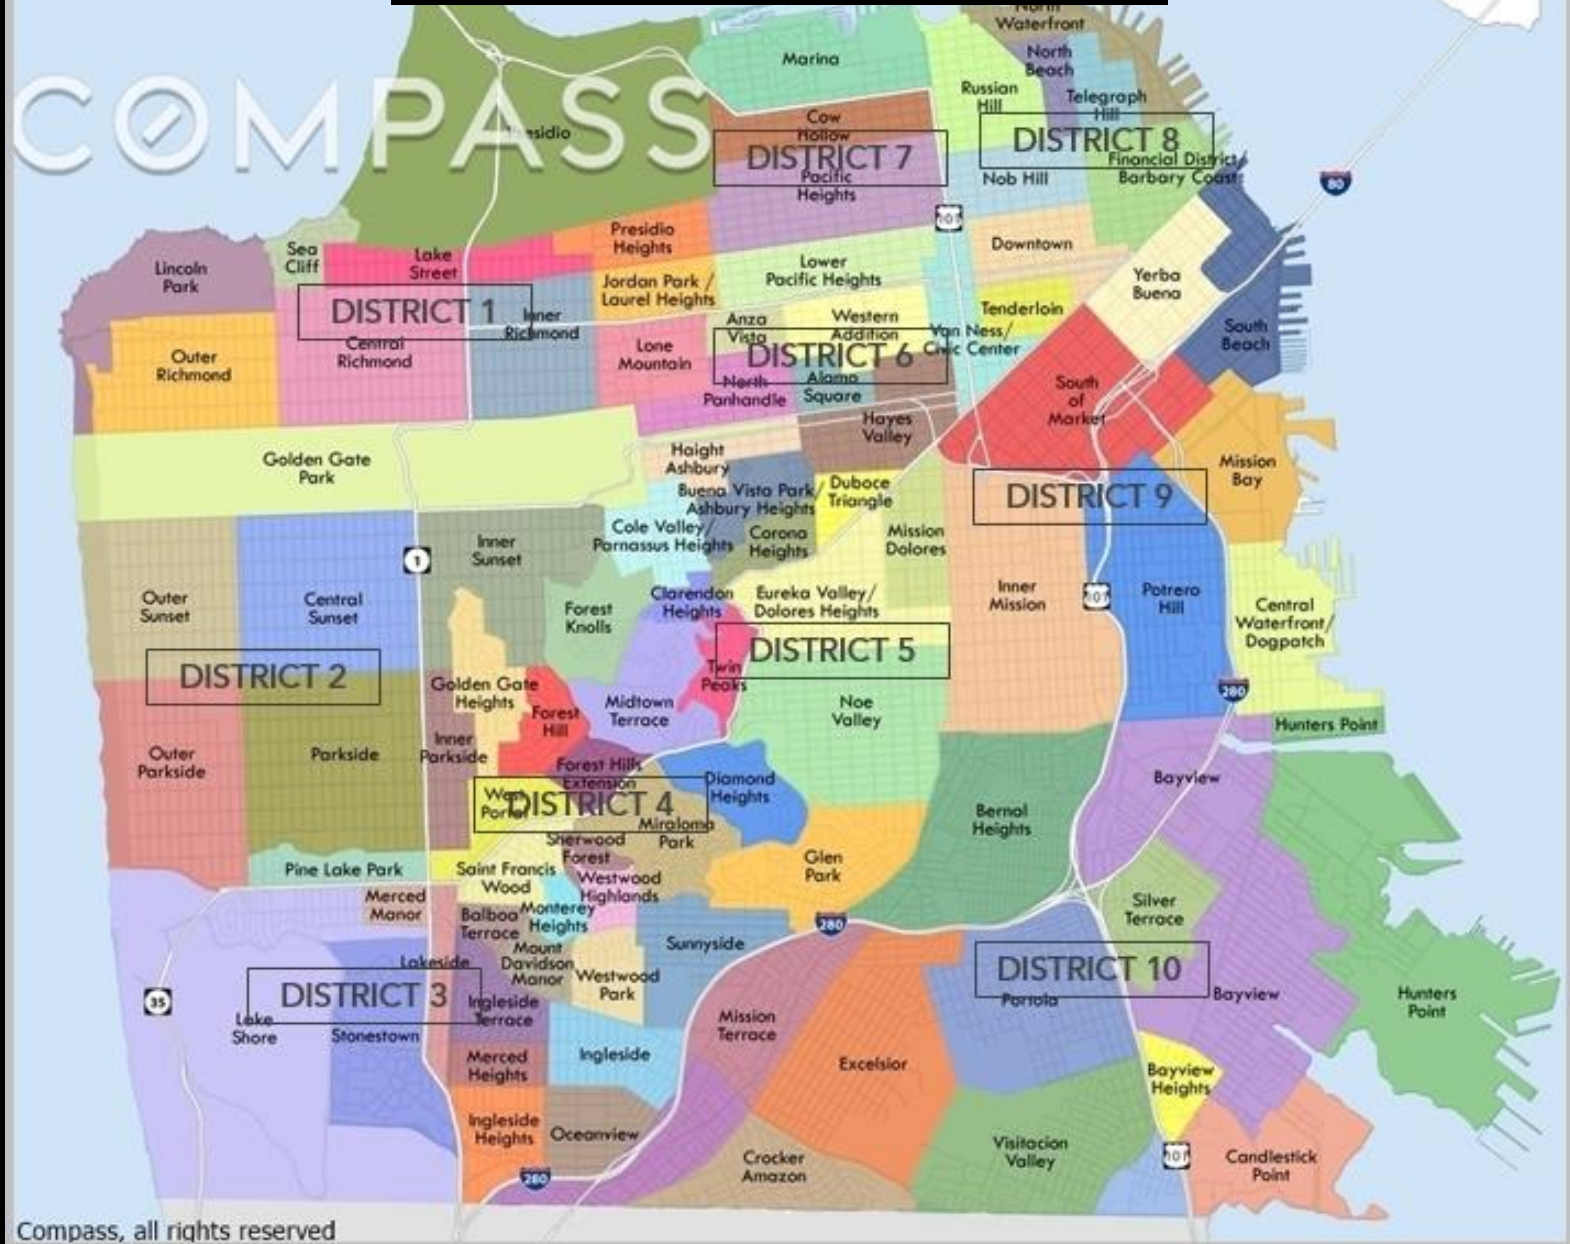 North
Waterfront
COMPASS
Marina
North
Beach
Russian
Hill
Telegraph
Hill
Presidio
Cow
Hollow
DISTRICT 7
DISTRICT 8
Pacific
Heights
Nob Hill
Financial District/
Barbary Coast
80
101
Presidio
Heights
Downtown
Sea
Cliff
Lake
Street
Lincoln
Park
Lower
Pacific Heights
Yerba
Buena
Jordan Park /
Laurel Heights
DISTRICT 1
Inner
Richmond
Anza
Vista
Western
Addition
Tenderloin
Van Ness/
Civic Center
South
Beach
Outer
Richmond
Central
Richmond
Lone
Mountain
DISTRICT 6
North
Panhandle
Alamo
Square
South
of
Market
Hayes
Valley
Golden Gate
Park
Haight
Ashbury
Mission
Bay
Buena Vista Park/
Ashbury Heights
Duboce
Triangle
DISTRICT 9
Cole Valley/
Parnassus Heights
Corona
Heights
Mission
Dolores
1
Inner
Sunset
Outer
Sunset
Central
Sunset
Forest
Knolls
Clarendon
Heights
Eureka Valley/
Dolores Heights
Inner
Mission
101
Potrero
Hill
Central
Waterfront/
Dogpatch
DISTRICT 2
DISTRICT 5
Twin
Peaks
Golden Gate
Heights
Midtown
Terrace
Noe
Valley
280
Forest
Hill
Hunters Point
Outer
Parkside
Parkside
Inner
Parkside
Forest Hills
Extension
Diamond
Heights
Bayview
West
Portal
DISTRICT 4
Miraloma
Park
Bernal
Heights
Sherwood
Forest
Pine Lake Park
Saint Francis
Wood
Westwood
Highlands
Glen
Park
Merced
Manor
Balboa
Terrace
Monterey
Heights
280
Silver
Terrace
Mount
Davidson
Manor
Sunnyside
Lakeside
Westwood
Park
DISTRICT 3
DISTRICT 10
35
Ingleside
Terrace
Portola
Bayview
Hunters
Point
Lake
Shore
Stonestown
Mission
Terrace
Merced
Heights
Ingleside
Excelsior
Bayview
Heights
Ingleside
Heights
Oceanview
Visitacion
Valley
101
Crocker
Amazon
Candlestick
Point
280
Compass, all rights reserved